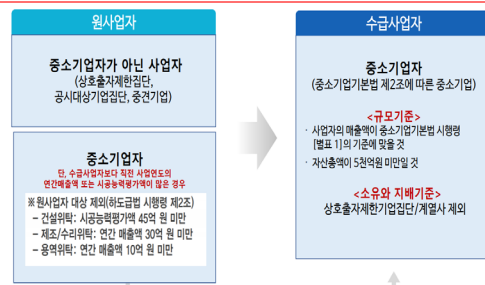 원사업자
중소기업자가 아닌 사업자
(상호출자제한집단,
공시대상기업집단, 중견기업)
중소기업자
단, 수급사업자보다 직전 사업연도의
연간매출액 또는 시공능력평가액이 많은 경우
※원사업자 대상 제외(하도급법 시행령 제2조)
– 건설위탁: 시공능력평가액 45억 원 미만
– 제조/수리위탁: 연간 매출액 30억 원 미만
– 용역위탁: 연간 매출액 10억 원 미만
수급사업자
중소기업자
(중소기업기본법 제2조에 따른 중소기업)
<규모기준>
· 사업자의 매출액이 중소기업기본법 시행령
[별표 1]의 기준에 맞을 것
· 자산총액이 5천억원 미만일 것
<소유와 지배기준>
상호출자제한기업집단/계열사 제외